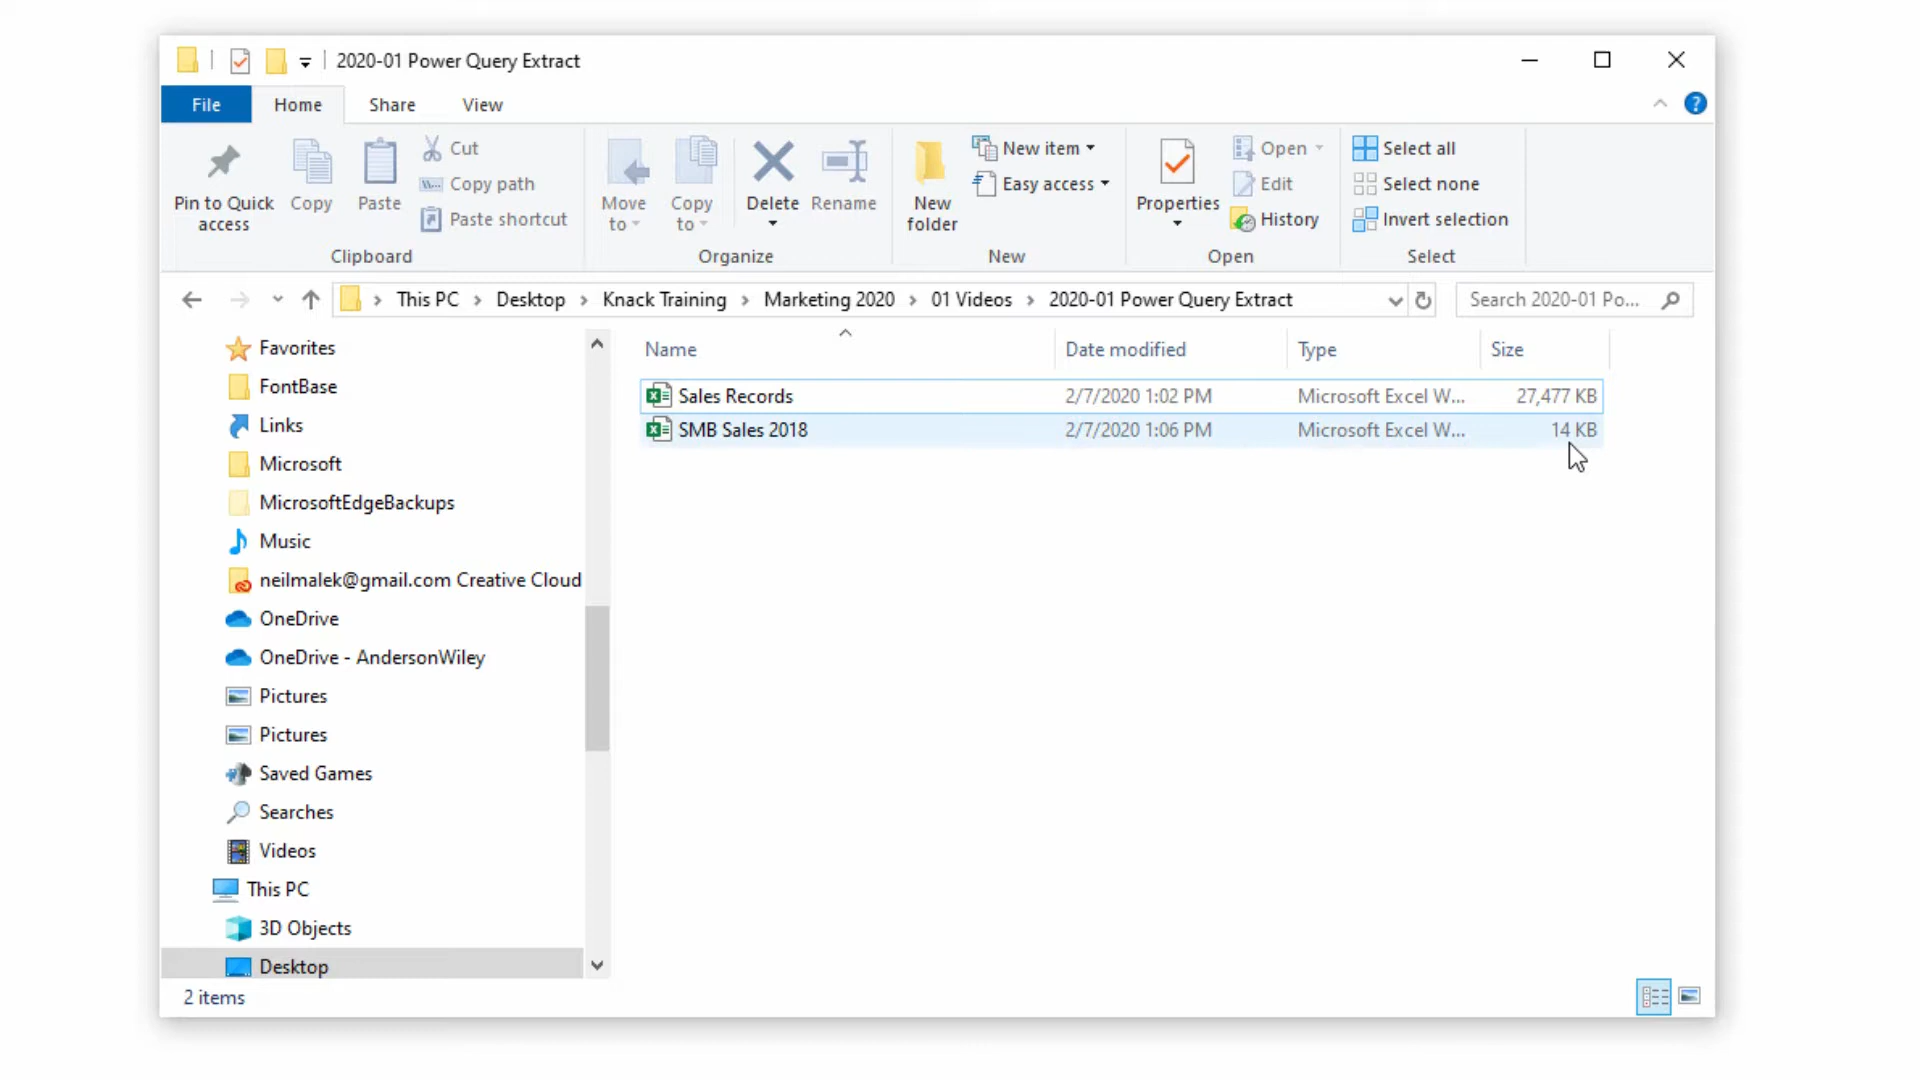 2020-01 Power Query Extract
File Home Share View
Pin to Quick access
Copy
Paste
Cut
Copy path
Paste shortcut
Clipboard
Move to
Copy to
Delete
Rename
Organize
New folder
New item
Easy access
New
Properties
Open
Edit
History
Open
Select all
Select none
Invert selection
Select
This PC Desktop Knack Training Marketing 2020 01 Videos 2020-01 Power Query Extract
Search 2020-01 Po...
Favorites
FontBase
Links
Microsoft
MicrosoftEdgeBackups
Music
neilmalek@gmail.com Creative Cloud
OneDrive
OneDrive - AndersonWiley
Pictures
Pictures
Saved Games
Searches
Videos
This PC
3D Objects
Desktop
Name Date modified Type Size
Sales Records 2/7/2020 1:02 PM Microsoft Excel W... 27,477 KB
SMB Sales 2018 2/7/2020 1:06 PM Microsoft Excel W... 14 KB
2 items